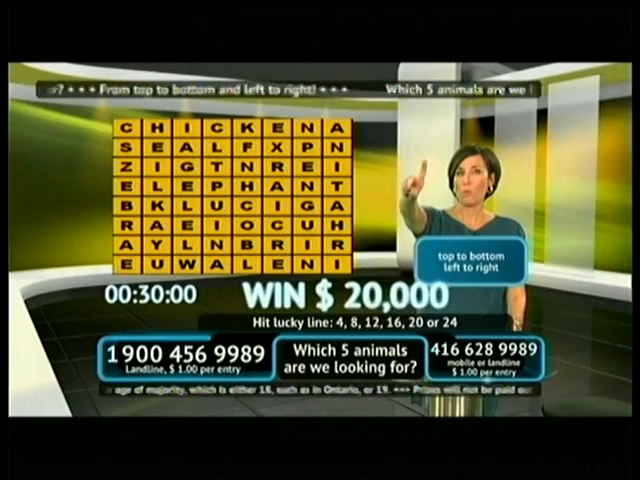 r? * * * From top to bottom and left to right! * * * Which 5 animals are we l
C H I C K E N A
S E A L F X P N
Z I G T N R E I
E L E P H A N T
B K L U C I G A
R A E I O C U H
A Y L N B R I R
E U W A L E N I
top to bottom
left to right
00:30:00 WIN $ 20,000
Hit lucky line: 4, 8, 12, 16, 20 or 24
1 900 456 9989
Landline, $ 1.00 per entry
Which 5 animals
are we looking for?
416 628 9989
mobile or landline
$ 1.00 per entry
age of majority, which is either 18, such as in Ontario, or 19. *** Prizes will not be paid ou